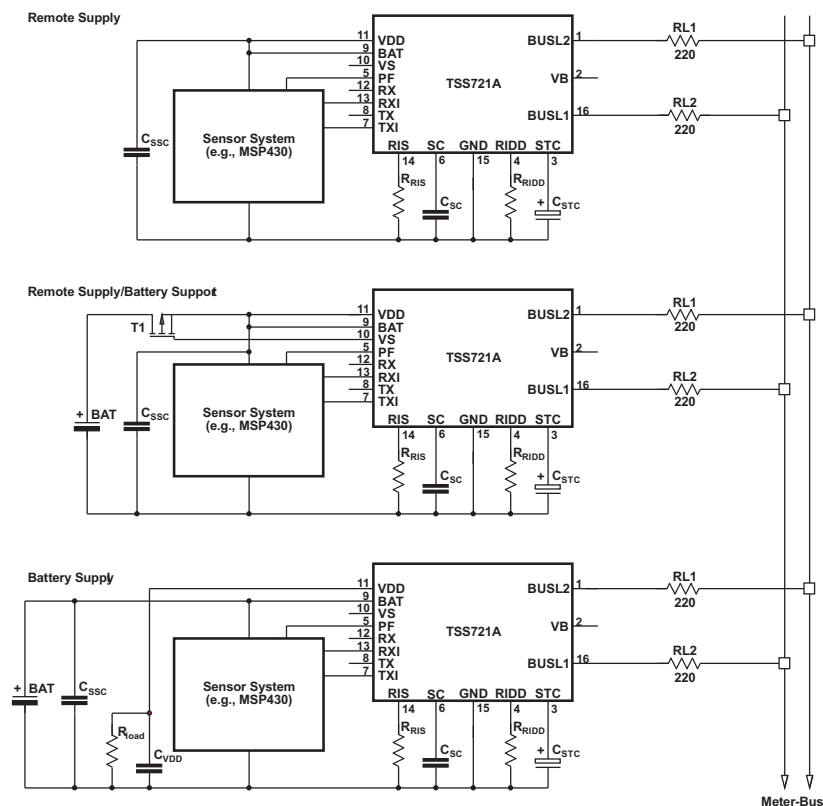 Remote Supply
11
VDD
9
BAT
10
VS
5
PF
12
RX
13
RXI
8
TX
7
TXI
TSS721A
BUSL2
1
VB
2
BUSL1
16
RIS
SC
GND
RIDD
STC
14
6
15
4
3
RL1
220
RL2
220
CSSC
Sensor System
(e.g., MSP430)
RRIS
CSC
RRIDD
+
CSTC
Remote Supply/Battery Support
T1
11
VDD
9
BAT
10
VS
5
PF
12
RX
13
RXI
8
TX
7
TXI
TSS721A
BUSL2
1
VB
2
BUSL1
16
RIS
SC
GND
RIDD
STC
14
6
15
4
3
RL1
220
RL2
220
+
BAT
CSSC
Sensor System
(e.g., MSP430)
RRIS
CSC
RRIDD
+
CSTC
Battery Supply
11
VDD
9
BAT
10
VS
5
PF
12
RX
13
RXI
8
TX
7
TXI
TSS721A
BUSL2
1
VB
2
BUSL1
16
RIS
SC
GND
RIDD
STC
14
6
15
4
3
RL1
220
RL2
220
+
BAT
CSSC
Sensor System
(e.g., MSP430)
Rload
CVDD
RRIS
CSC
RRIDD
+
CSTC
Meter-Bus